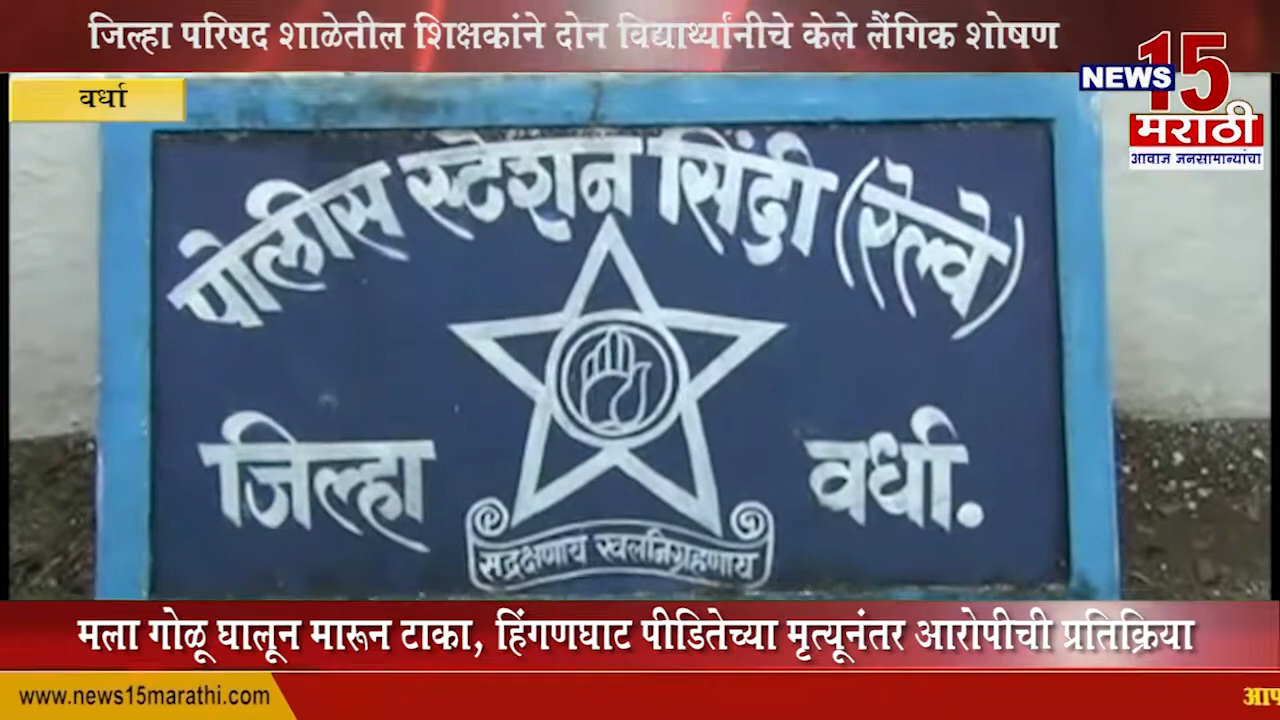 जिल्हा परिषद शाळेतील शिक्षकांने दोन विद्यार्थ्यांनीचे केले लैंगिक शोषण
वर्धा
NEWS 15
मराठी
आवाज जनसामान्यांचा
पोलीस स्टेशन सिंदी (रेल्वे)
जिल्हा वर्धा.
सद्रक्षणाय खलनिग्रहणाय
मला गोळू घालून मारून टाका, हिंगणघाट पीडितेच्या मृत्यूनंतर आरोपीची प्रतिक्रिया
www.news15marathi.com